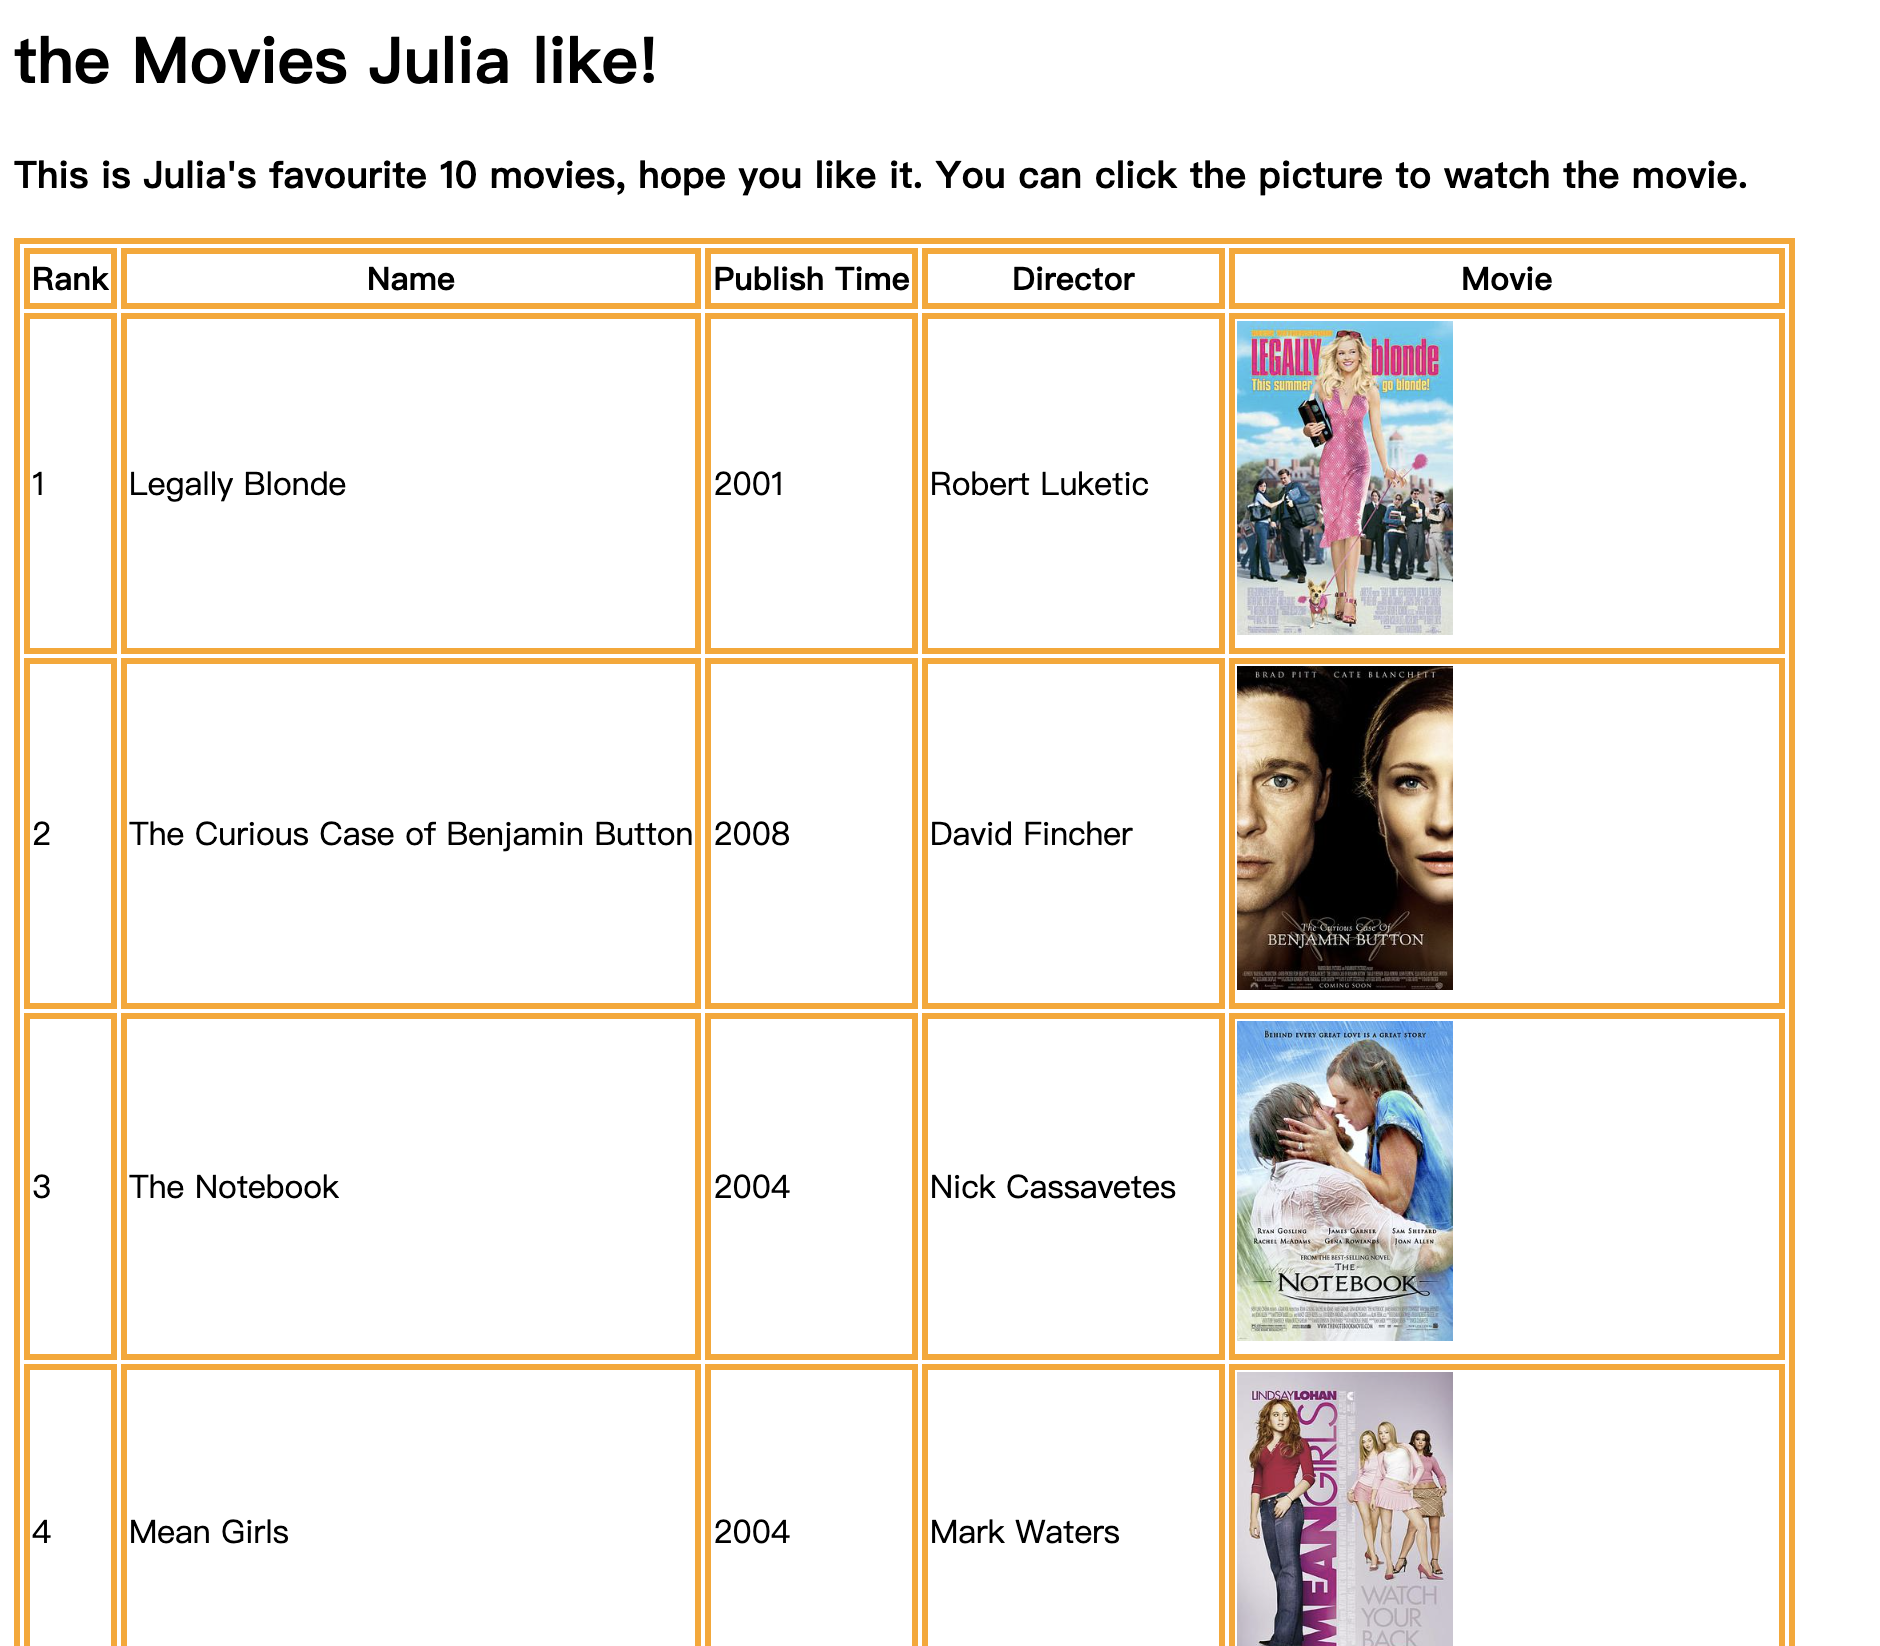 the Movies Julia like!
This is Julia's favourite 10 movies, hope you like it. You can click the picture to watch the movie.
Rank Name Publish Time Director Movie
LEGALLY blonde
This summer go blonde!
1 Legally Blonde 2001 Robert Luketic
BRAD PITT CATE BLANCHETT
2 The Curious Case of Benjamin Button 2008 David Fincher
The Curious Case Of
BENJAMIN BUTTON
COMING SOON
BEHIND EVERY GREAT LOVE IS A GREAT STORY
3 The Notebook 2004 Nick Cassavetes
RYAN GOSLING JAMES GARNER SAM SHEPARD
RACHEL MCADAMS GENA ROWLANDS JOAN ALLEN
FROM THE BEST-SELLING NOVEL
THE
NOTEBOOK
WWW.THENOTEBOOKMOVIE.COM
LINDSAY LOHAN
MEAN GIRLS
4 Mean Girls 2004 Mark Waters
WATCH
YOUR
BACK